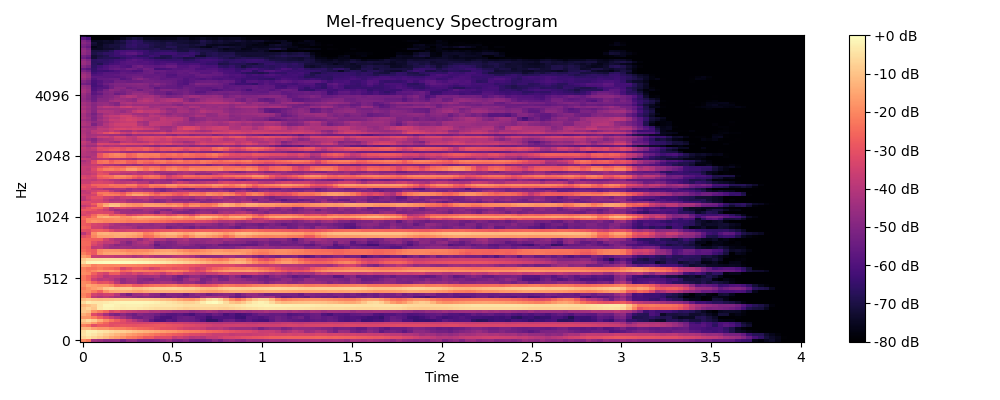 Mel-frequency Spectrogram
Hz
4096
2048
1024
512
0
0 0.5 1 1.5 2 2.5 3 3.5 4
Time
+0 dB
-10 dB
-20 dB
-30 dB
-40 dB
-50 dB
-60 dB
-70 dB
-80 dB